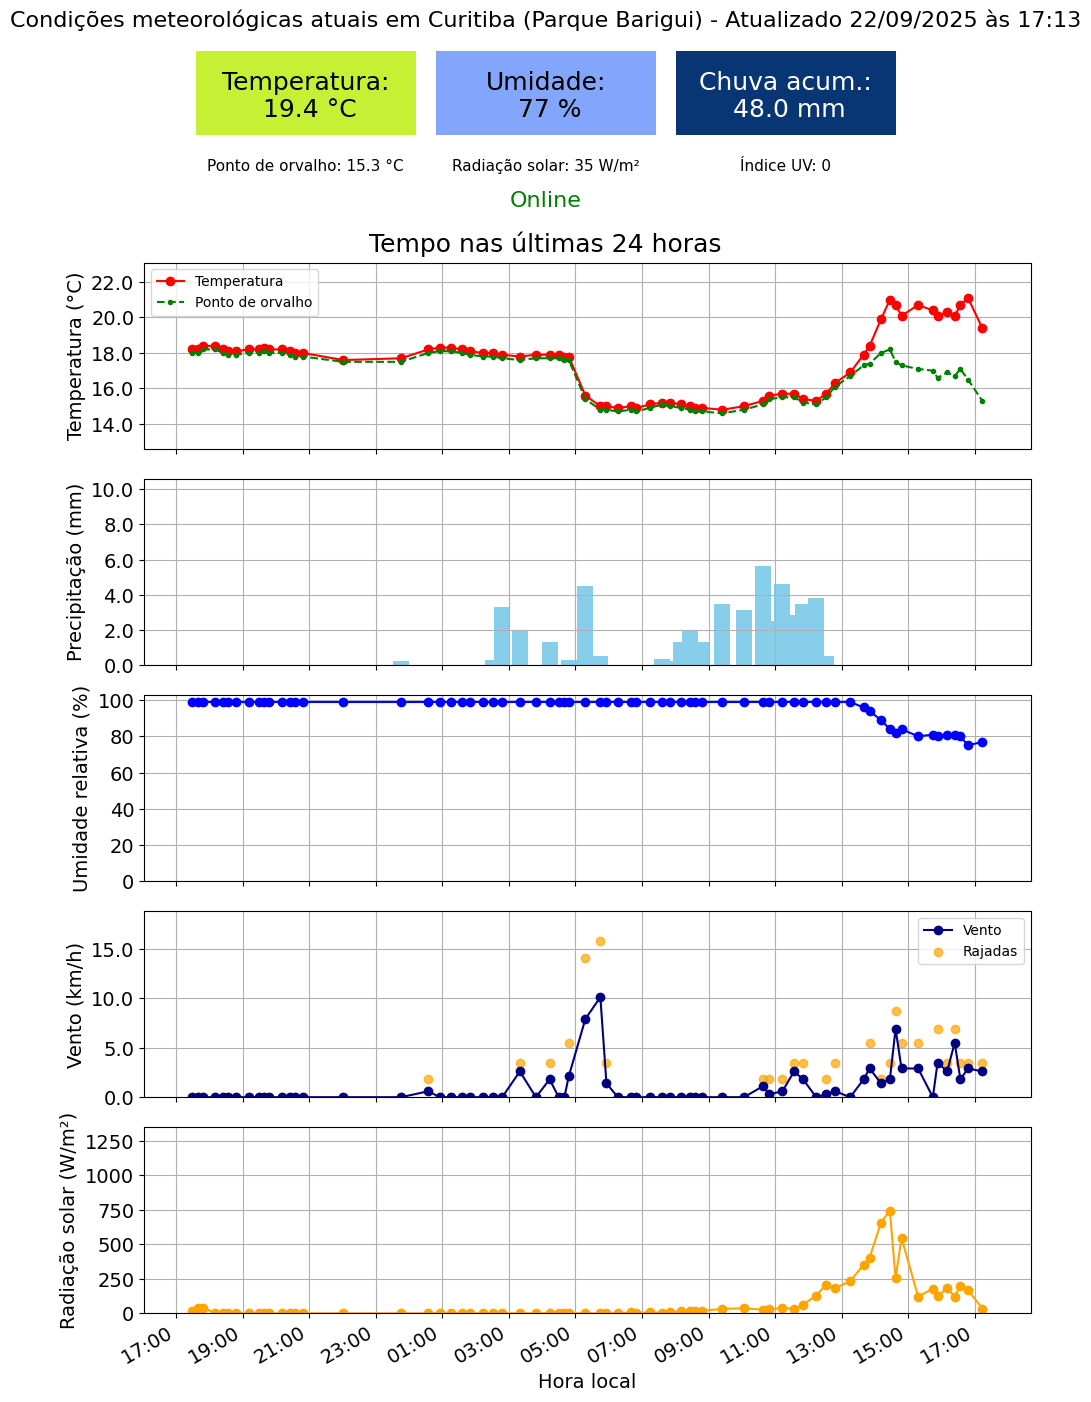 Condições meteorológicas atuais em Curitiba (Parque Barigui) - Atualizado 22/09/2025 às 17:13
Temperatura:
19.4 °C
Umidade:
77 %
Chuva acum.:
48.0 mm
Ponto de orvalho: 15.3 °C
Radiação solar: 35 W/m²
Índice UV: 0
Online
Tempo nas últimas 24 horas
Temperatura (°C)
22.0
20.0
18.0
16.0
14.0
Temperatura
Ponto de orvalho
Precipitação (mm)
10.0
8.0
6.0
4.0
2.0
0.0
Umidade relativa (%)
100
80
60
40
20
0
Vento (km/h)
15.0
10.0
5.0
0.0
Vento
Rajadas
Radiação solar (W/m²)
1250
1000
750
500
250
0
17:00
19:00
21:00
23:00
01:00
03:00
05:00
07:00
09:00
11:00
13:00
15:00
17:00
Hora local